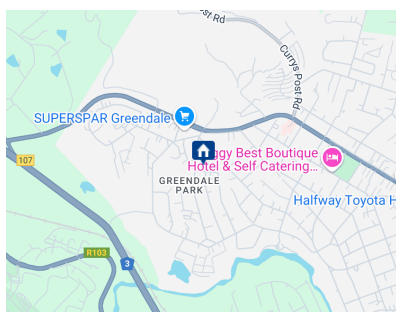 st Rd
Currys Post Rd
SUPERSPAR Greendale
ggy Best Boutique
Hotel & Self Catering...
GREENDALE
PARK
107
Halfway Toyota H
R103
3